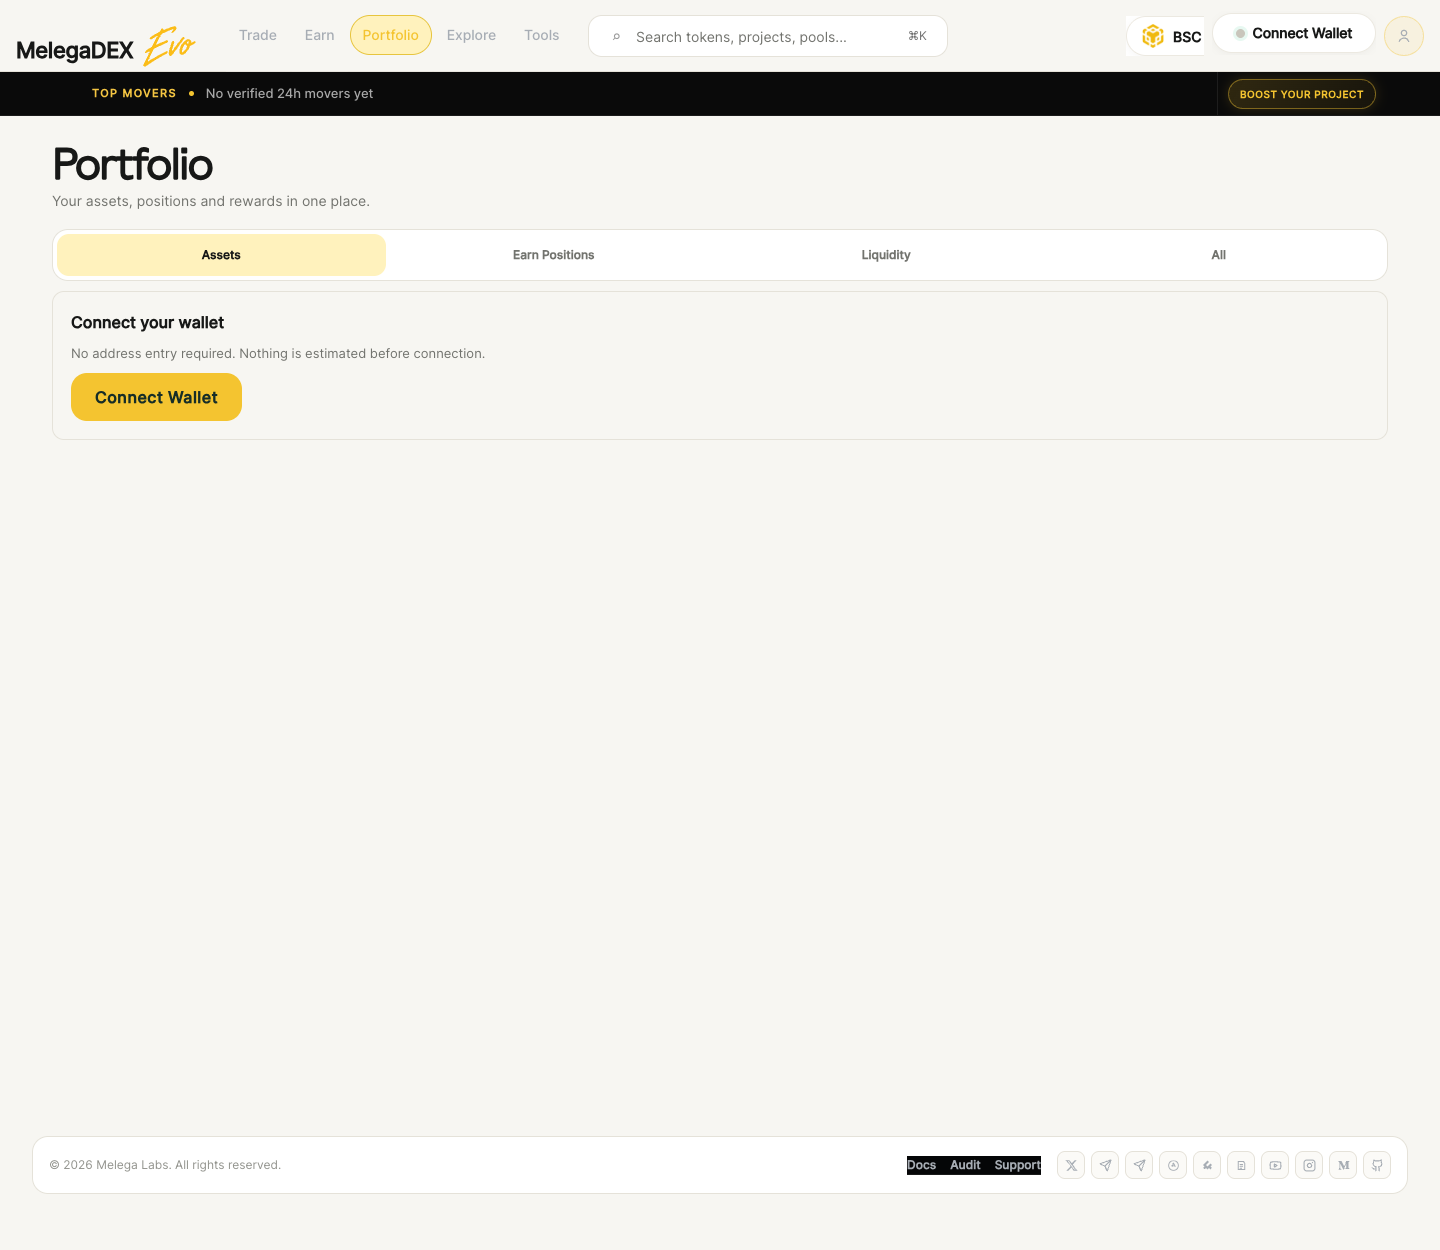 MelegaDEX Evo
Trade Earn Portfolio Explore Tools
Search tokens, projects, pools... ⌘K
BSC
Connect Wallet
TOP MOVERS • No verified 24h movers yet
BOOST YOUR PROJECT
Portfolio
Your assets, positions and rewards in one place.
Assets Earn Positions Liquidity All
Connect your wallet
No address entry required. Nothing is estimated before connection.
Connect Wallet
© 2026 Melega Labs. All rights reserved.
Docs Audit Support